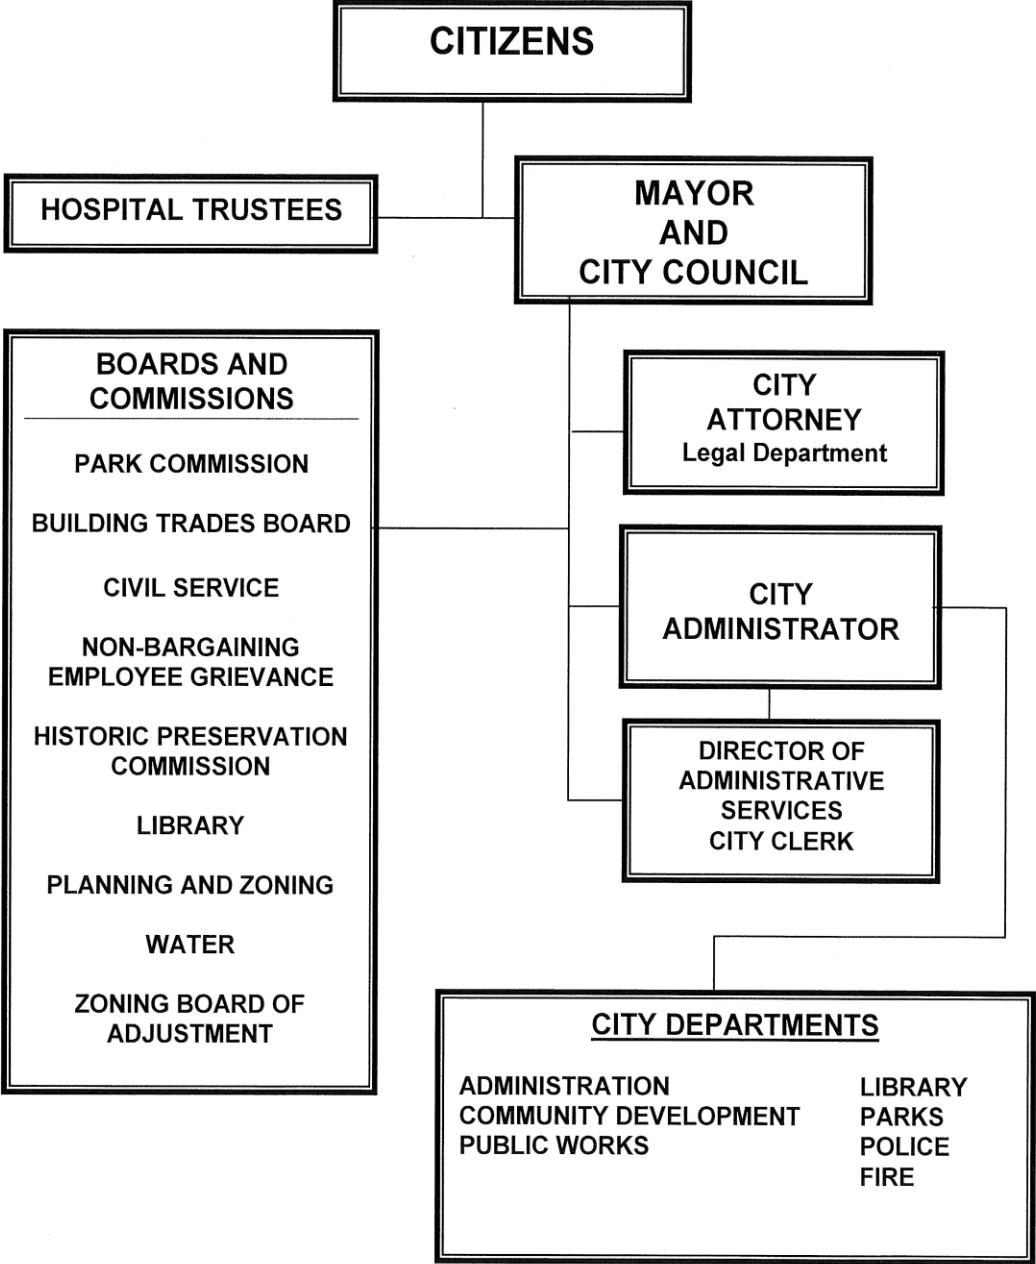 CITIZENS
HOSPITAL TRUSTEES
MAYOR
AND
CITY COUNCIL
BOARDS AND
COMMISSIONS
PARK COMMISSION
BUILDING TRADES BOARD
CIVIL SERVICE
NON-BARGAINING
EMPLOYEE GRIEVANCE
HISTORIC PRESERVATION
COMMISSION
LIBRARY
PLANNING AND ZONING
WATER
ZONING BOARD OF
ADJUSTMENT
CITY
ATTORNEY
Legal Department
CITY
ADMINISTRATOR
DIRECTOR OF
ADMINISTRATIVE
SERVICES
CITY CLERK
CITY DEPARTMENTS
ADMINISTRATION
COMMUNITY DEVELOPMENT
PUBLIC WORKS
LIBRARY
PARKS
POLICE
FIRE